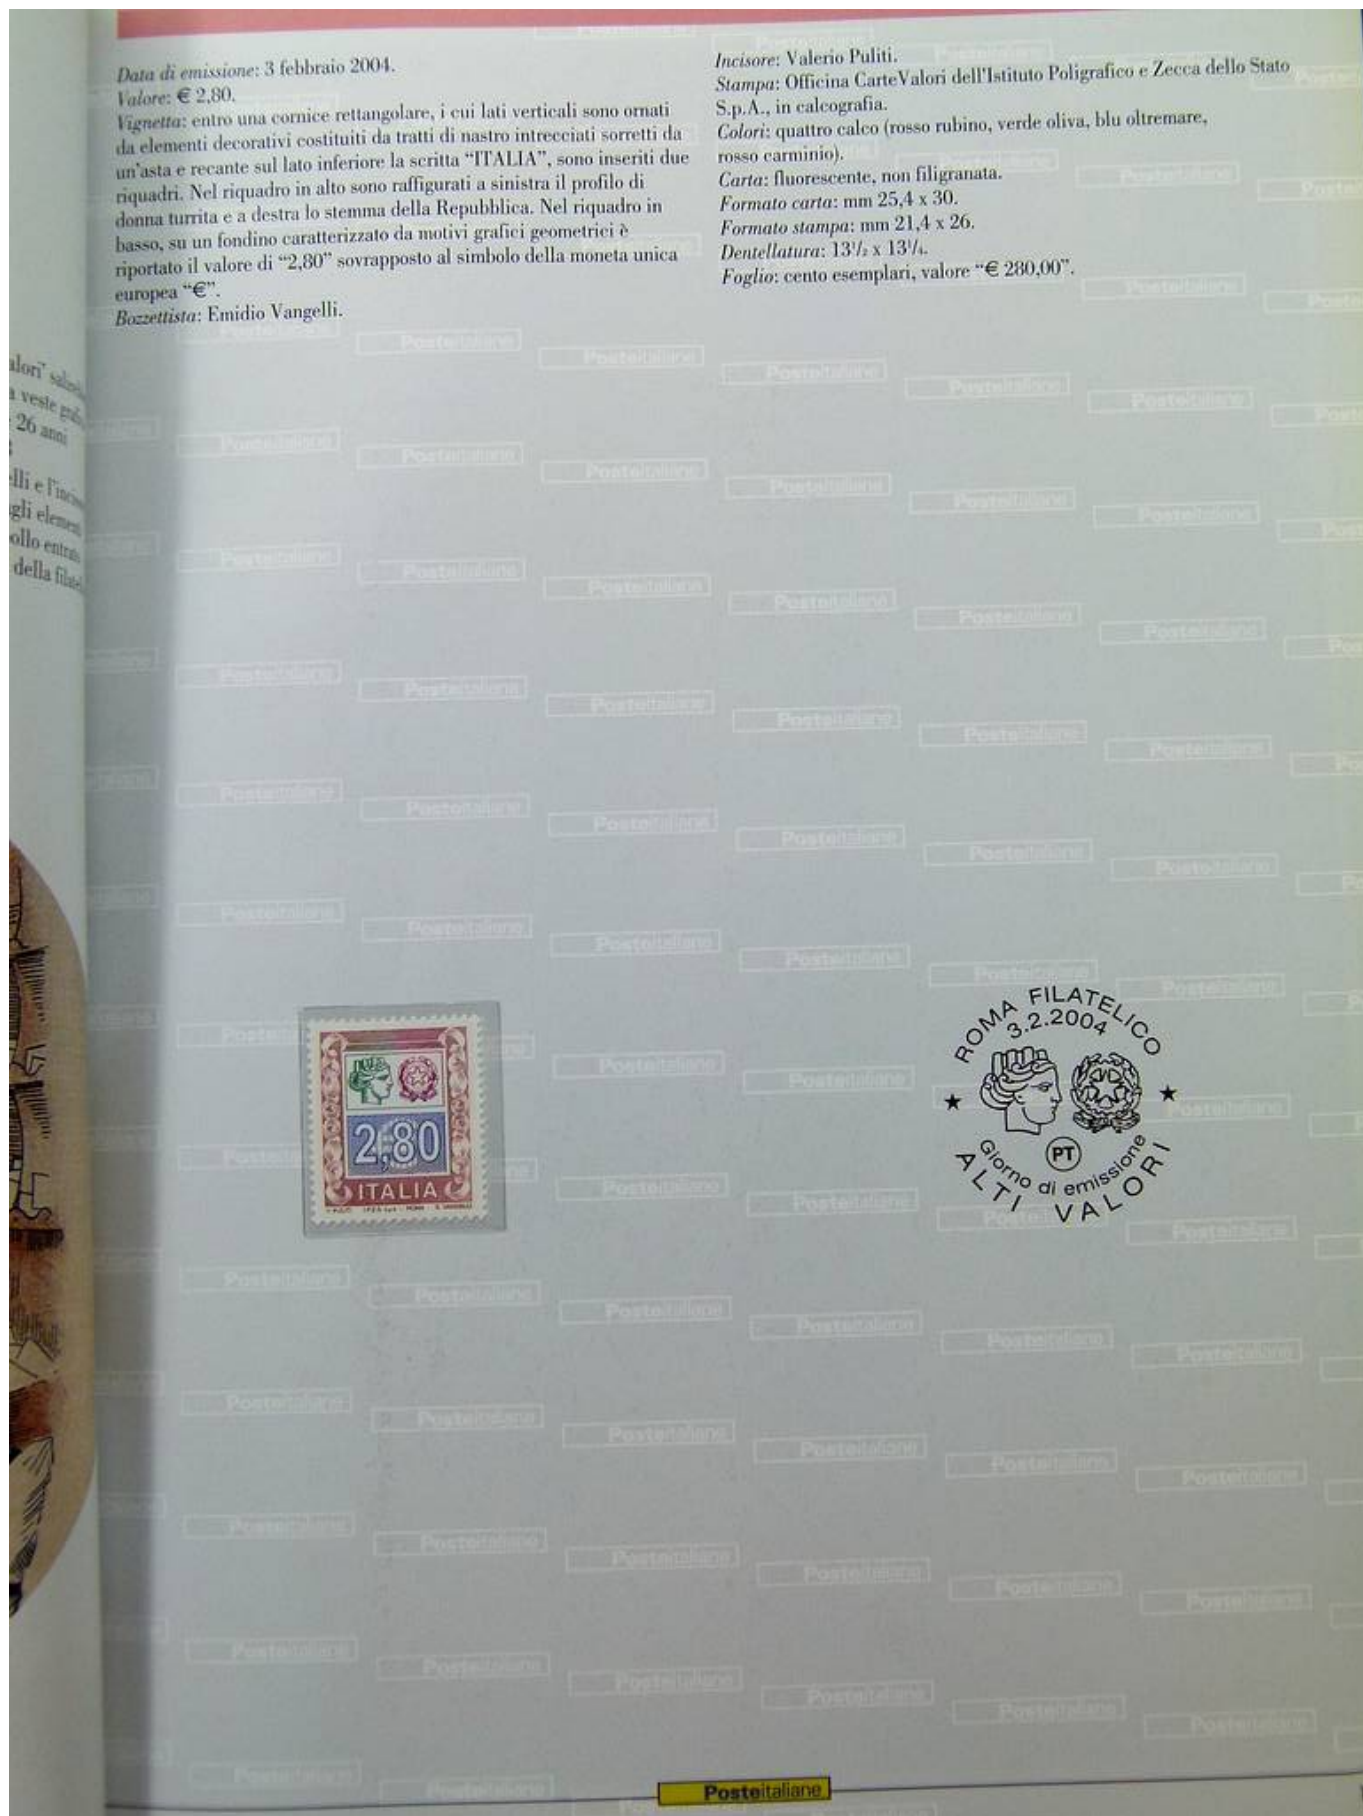 Data di emissione: 3 febbraio 2004.
Valore: € 2,80.
Vignetta: entro una cornice rettangolare, i cui lati verticali sono ornati
da elementi decorativi costituiti da tratti di nastro intrecciati sorretti da
un'asta e recante sul lato inferiore la scritta “ITALIA”, sono inseriti due
riquadri. Nel riquadro in alto sono raffigurati a sinistra il profilo di
donna turrita e a destra lo stemma della Repubblica. Nel riquadro in
basso, su un fondino caratterizzato da motivi grafici geometrici è
riportato il valore di “2,80” sovrapposto al simbolo della moneta unica
europea “€”.
Bozzettista: Emidio Vangelli.
Incisore: Valerio Puliti.
Stampa: Officina CarteValori dell'Istituto Poligrafico e Zecca dello Stato
S.p.A., in calcografia.
Colori: quattro calco (rosso rubino, verde oliva, blu oltremare,
rosso carminio).
Carta: fluorescente, non filigranata.
Formato carta: mm 25,4 x 30.
Formato stampa: mm 21,4 x 26.
Dentellatura: 13½ x 13¼.
Foglio: cento esemplari, valore “€ 280,00”.
veste
26 anni
gli
della
2,80
ITALIA
ROMA FILATELICO
3.2.2004
PT
Giorno di emissione
ALTI VALORI
Posteitaliane